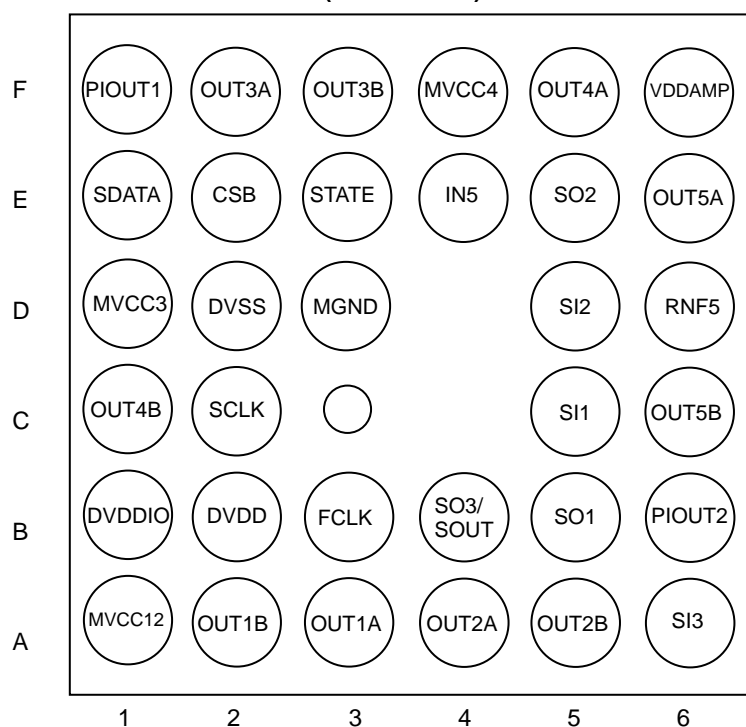 F PIOUT1 OUT3A OUT3B MVCC4 OUT4A VDDAMP
E SDATA CSB STATE IN5 SO2 OUT5A
D MVCC3 DVSS MGND SI2 RNF5
C OUT4B SCLK SI1 OUT5B
B DVDDIO DVDD FCLK SO3/
SOUT SO1 PIOUT2
A MVCC12 OUT1B OUT1A OUT2A OUT2B SI3
1 2 3 4 5 6